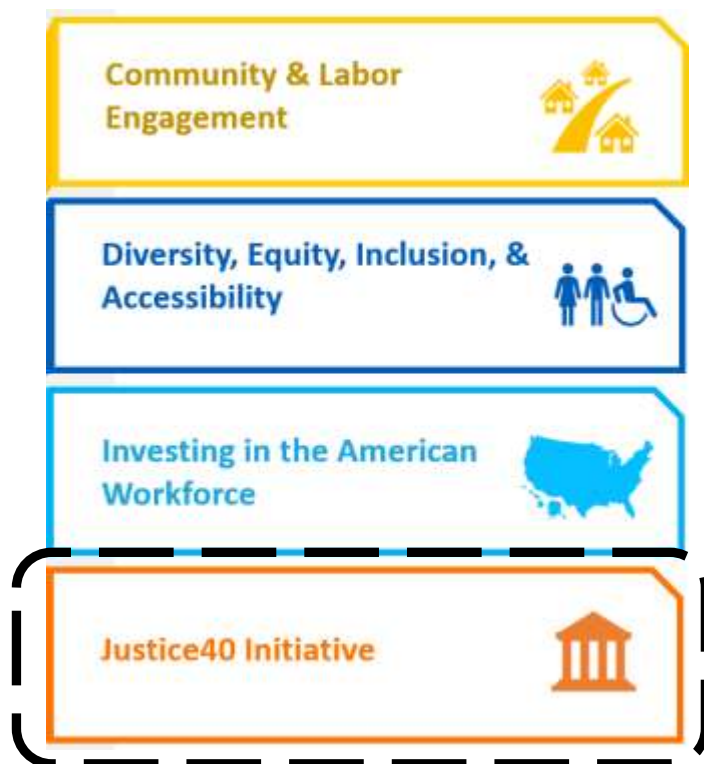 Community & Labor
Engagement
Diversity, Equity, Inclusion, &
Accessibility
Investing in the American
Workforce
Justice40 Initiative